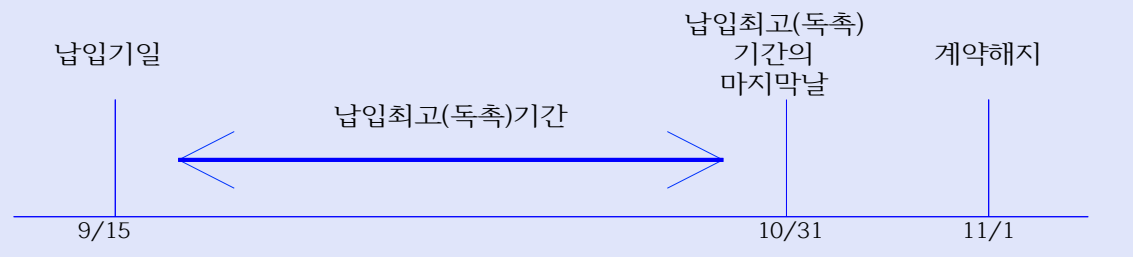 납입기일
납입최고(독촉)기간
납입최고(독촉)
기간의
마지막날
계약해지
9/15
10/31
11/1